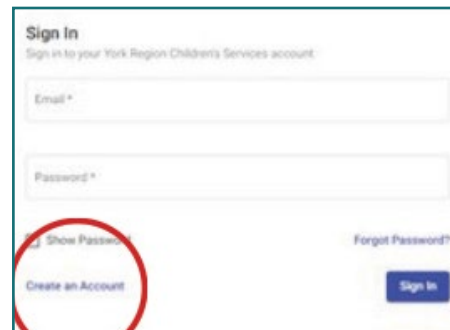 Sign In
Sign in to your York Region Children's Services account
Email *
Password *
Show Password
Forgot Password?
Create an Account
Sign In